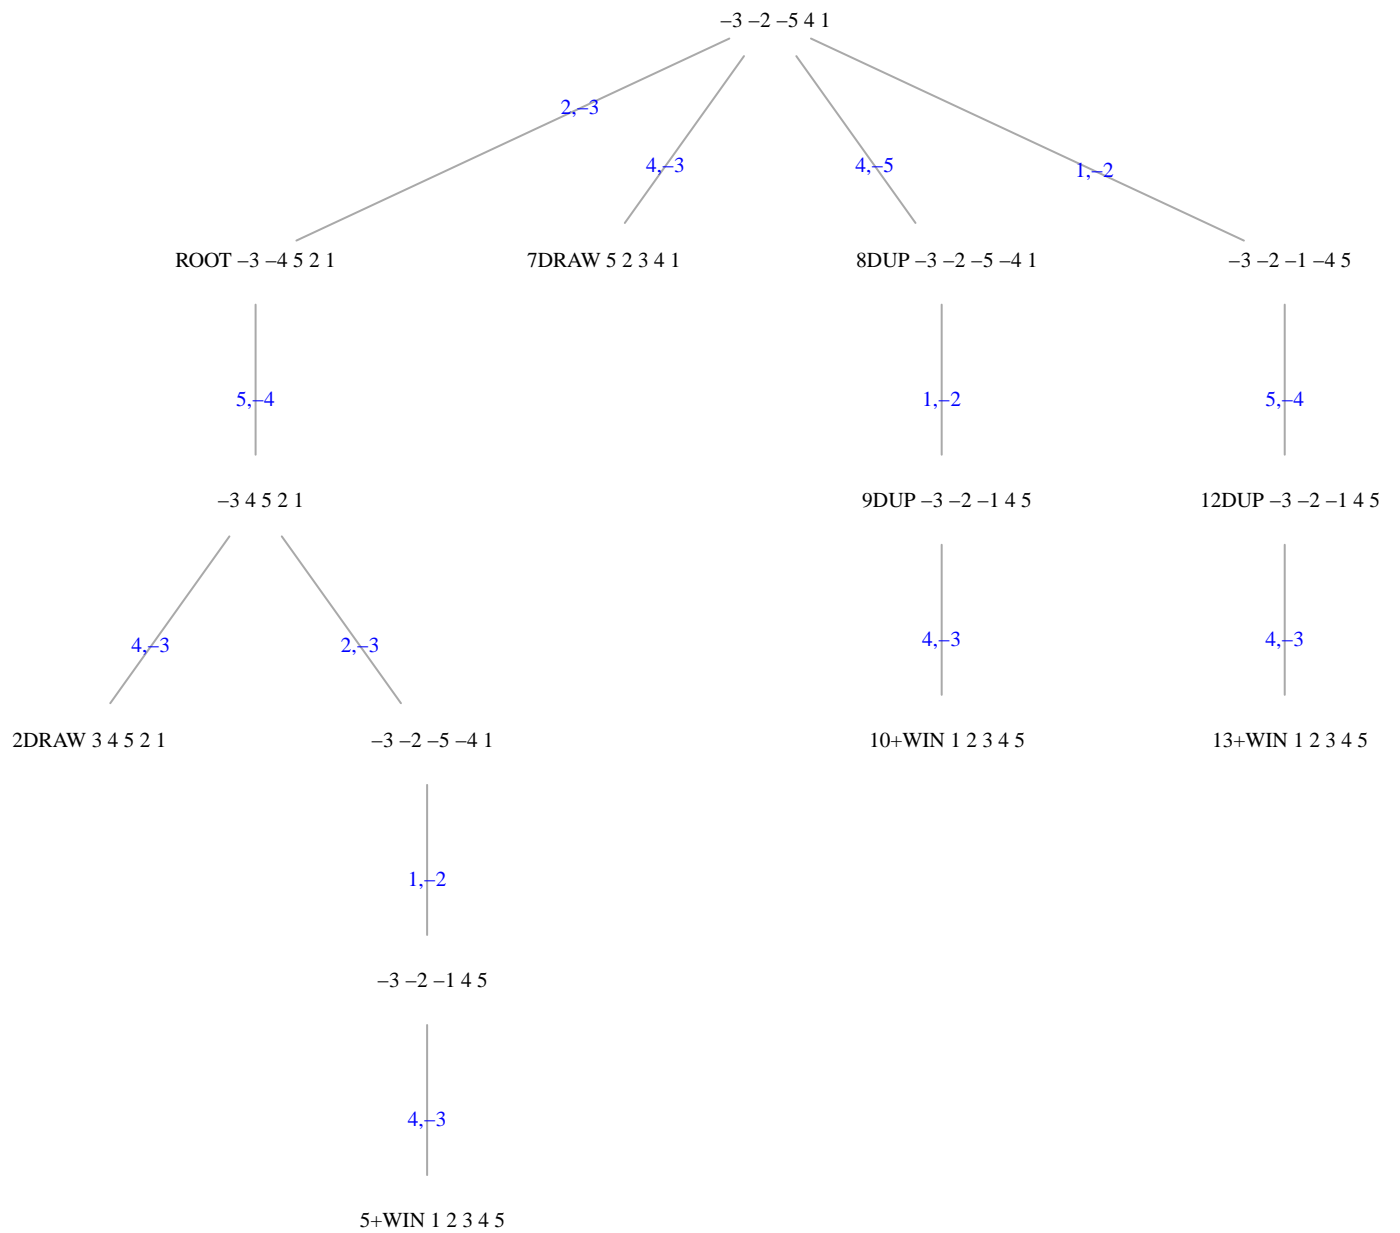 –3 –2 –5 4 1
2,–3
4,–3
4,–5
1,–2
ROOT –3 –4 5 2 1
7DRAW 5 2 3 4 1
8DUP –3 –2 –5 –4 1
–3 –2 –1 –4 5
5,–4
1,–2
5,–4
–3 4 5 2 1
9DUP –3 –2 –1 4 5
12DUP –3 –2 –1 4 5
4,–3
2,–3
4,–3
4,–3
2DRAW 3 4 5 2 1
–3 –2 –5 –4 1
10+WIN 1 2 3 4 5
13+WIN 1 2 3 4 5
1,–2
–3 –2 –1 4 5
4,–3
5+WIN 1 2 3 4 5